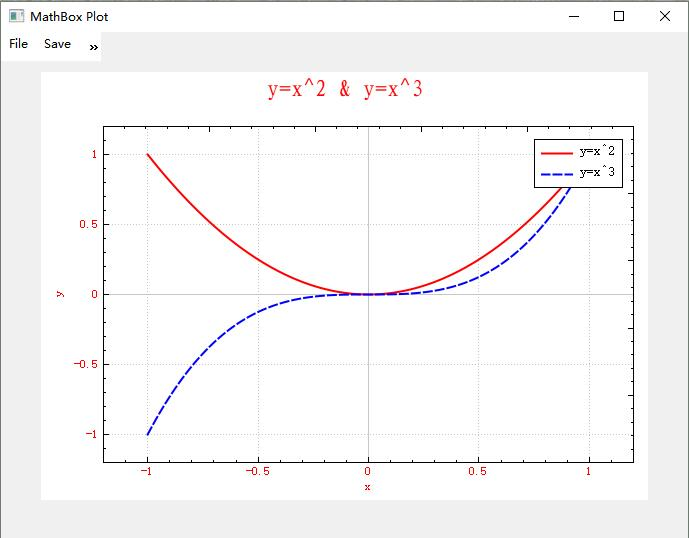 MathBox Plot
File Save »
y=x^2 & y=x^3
y=x^2
y=x^3
1
0.5
0
-0.5
-1
y
-1 -0.5 0 0.5 1
x